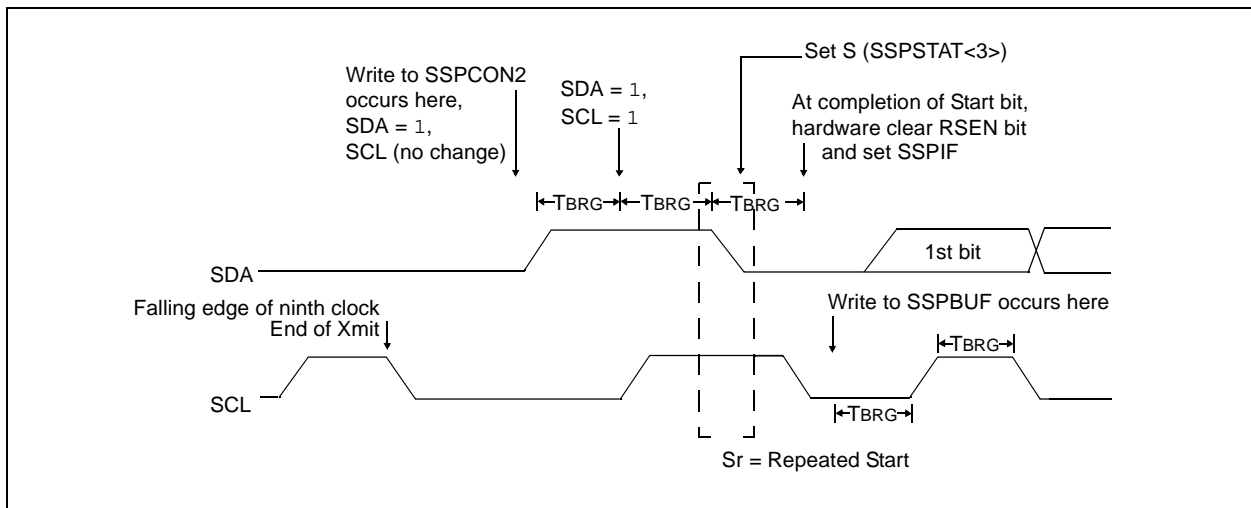 Set S (SSPSTAT<3>)
Write to SSPCON2
occurs here,
SDA = 1,
SCL (no change)
SDA = 1,
SCL = 1
At completion of Start bit,
hardware clear RSEN bit
and set SSPIF
TBRG
TBRG
TBRG
SDA
1st bit
Falling edge of ninth clock
End of Xmit
Write to SSPBUF occurs here
TBRG
SCL
TBRG
Sr = Repeated Start